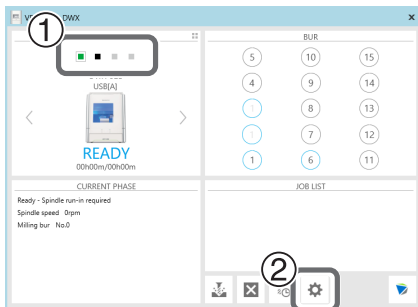 DWX
①
USB[A]
READY
00h00m/00h00m
BUR
5 10 15
4 9 14
8 13
7 12
1 6 11
CURRENT PHASE
Ready - Spindle run-in required
Spindle speed 0rpm
Milling bur No.0
JOB LIST
②